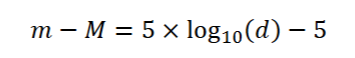 m − M = 5 × log₁₀(d) − 5